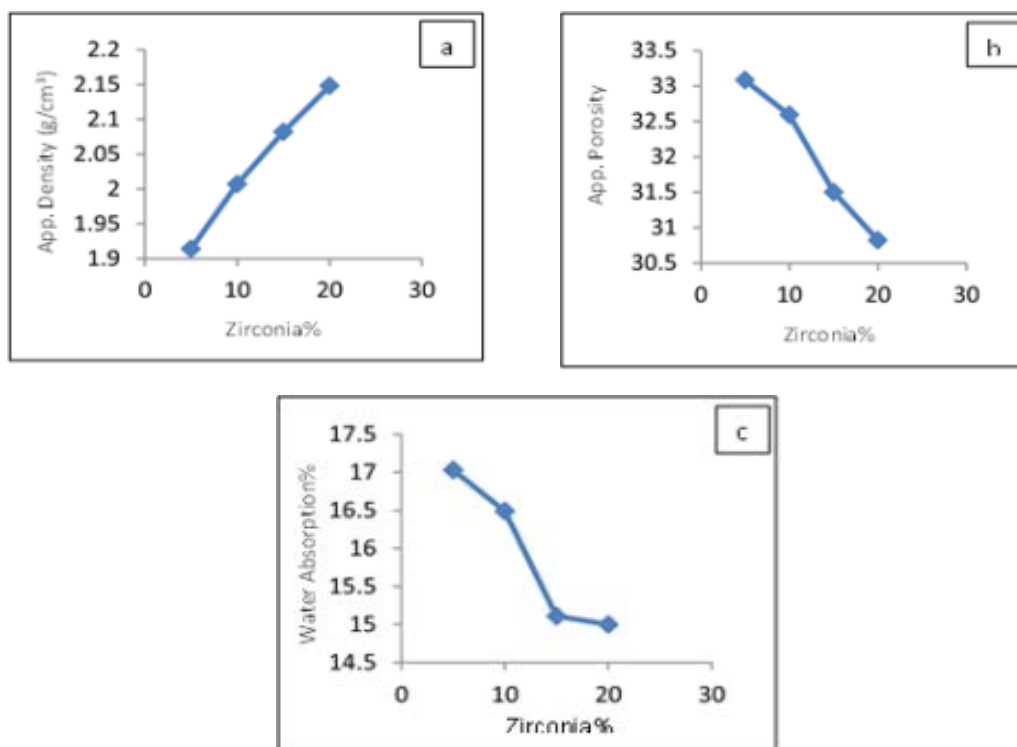 a
2.2
2.15
2.1
2.05
2
1.95
1.9
App. Density (g/cm³)
0 10 20 30
Zirconia%
b
33.5
33
32.5
32
31.5
31
30.5
App. Porosity
0 10 20 30
Zirconia%
c
17.5
17
16.5
16
15.5
15
14.5
Water Absorption%
0 10 20 30
Zirconia%